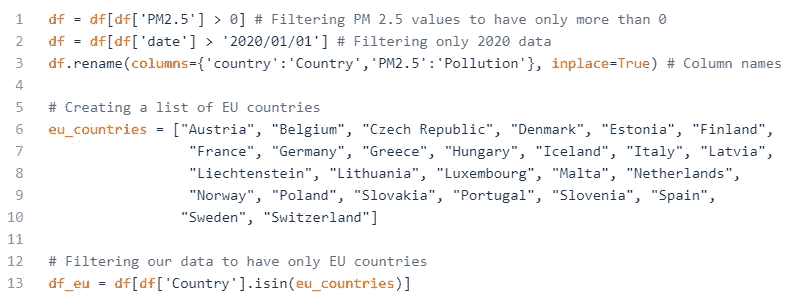 1 df = df[df['PM2.5'] > 0] # Filtering PM 2.5 values to have only more than 0
2 df = df[df['date'] > '2020/01/01'] # Filtering only 2020 data
3 df.rename(columns={'country':'Country','PM2.5':'Pollution'}, inplace=True) # Column names
4
5 # Creating a list of EU countries
6 eu_countries = ["Austria", "Belgium", "Czech Republic", "Denmark", "Estonia", "Finland",
7 "France", "Germany", "Greece", "Hungary", "Iceland", "Italy", "Latvia",
8 "Liechtenstein", "Lithuania", "Luxembourg", "Malta", "Netherlands",
9 "Norway", "Poland", "Slovakia", "Portugal", "Slovenia", "Spain",
10 "Sweden", "Switzerland"]
11
12 # Filtering our data to have only EU countries
13 df_eu = df[df['Country'].isin(eu_countries)]